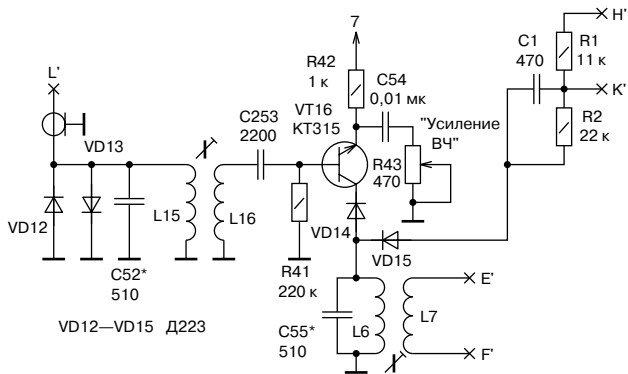 7
H'
R42
1 к
C54
0,01 мк
C1
470
R1
11 к
K'
L'
VD13
C253
2200
VT16
КТ315
"Усиление
ВЧ"
R2
22 к
R43
470
VD12
L15
L16
VD14
VD15
C52*
510
R41
220 к
VD12—VD15 Д223
C55*
510
L6
L7
E'
F'